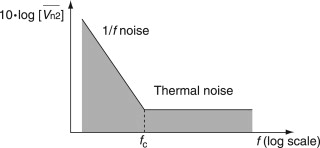 10•log [V̅n2̅]
1/f noise
Thermal noise
fc
f (log scale)